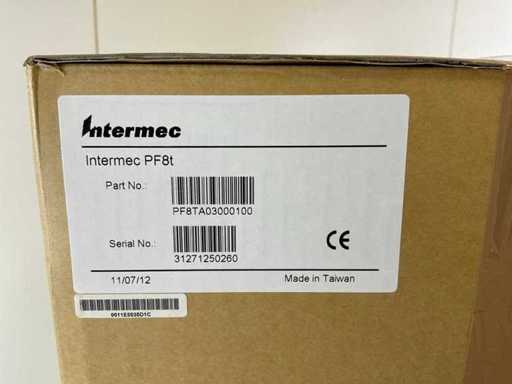 Intermec
Intermec PF8t
Part No.:
PF8TA03000100
Serial No.:
31271250260
CE
11/07/12 Made in Taiwan